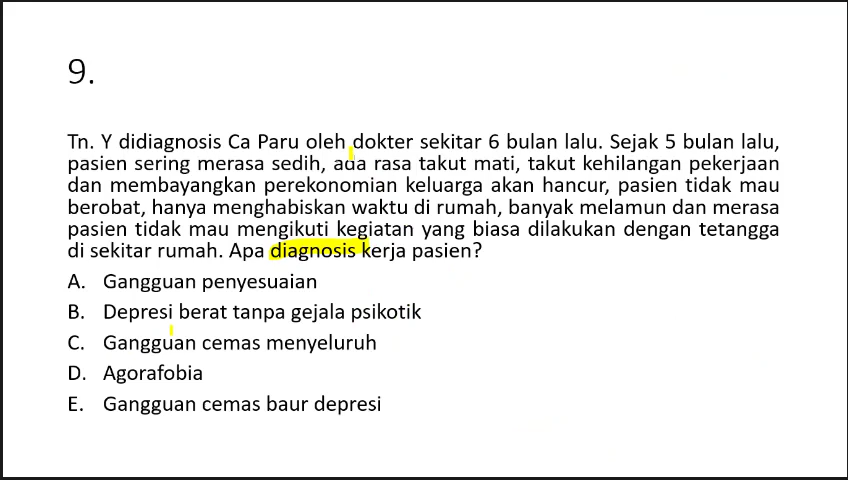 9.
Tn. Y didiagnosis Ca Paru oleh dokter sekitar 6 bulan lalu. Sejak 5 bulan lalu,
pasien sering merasa sedih, ada rasa takut mati, takut kehilangan pekerjaan
dan membayangkan perekonomian keluarga akan hancur, pasien tidak mau
berobat, hanya menghabiskan waktu di rumah, banyak melamun dan merasa
pasien tidak mau mengikuti kegiatan yang biasa dilakukan dengan tetangga
di sekitar rumah. Apa diagnosis kerja pasien?
A. Gangguan penyesuaian
B. Depresi berat tanpa gejala psikotik
C. Gangguan cemas menyeluruh
D. Agorafobia
E. Gangguan cemas baur depresi